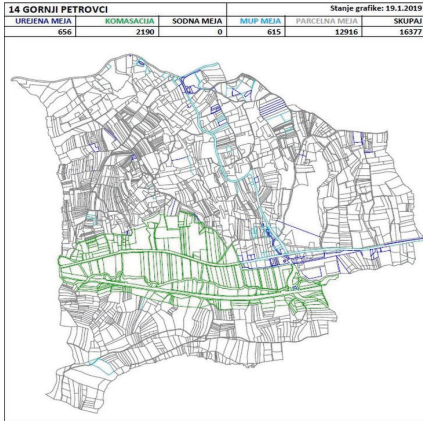 14 GORNJI PETROVCI Stanje grafike: 19.1.2019
UREJENA MEJA KOMASACIJA SODNA MEJA MUP MEJA PARCELNA MEJA SKUPAJ
656 2190 0 615 12916 16377